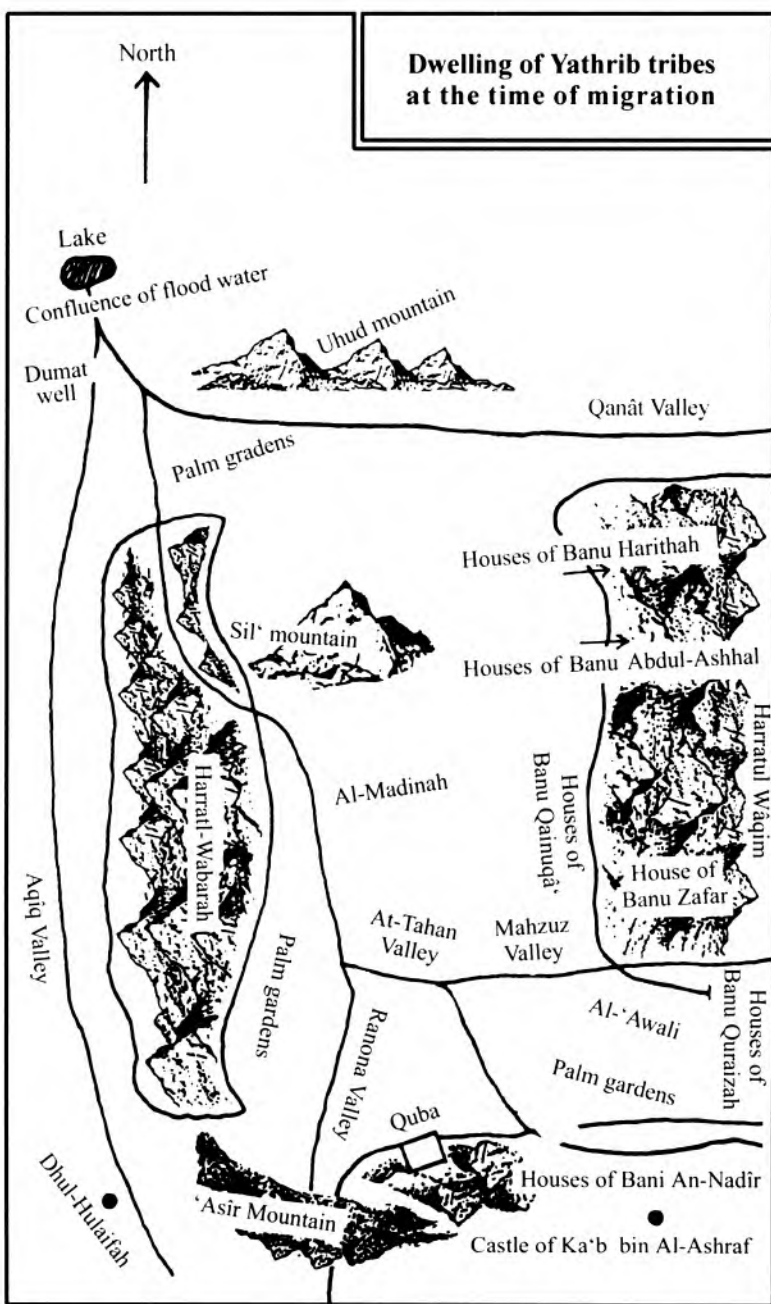 Dwelling of Yathrib tribes
at the time of migration
North
Lake
Confluence of flood water
Uhud mountain
Dumat
well
Qanât Valley
Palm gradens
Houses of Banu Harithah
Sil‘ mountain
Houses of Banu Abdul-Ashhal
Harratul Wâqim
Houses of
Banu Qainuqâ‘
Al-Madinah
Harratl-Wabarah
House of
Banu Zafar
Aqiq Valley
At-Tahan
Valley
Mahzuz
Valley
Palm gardens
Ranona Valley
Al-‘Awali
Houses of
Banu Quraizah
Palm gardens
Quba
Houses of Bani An-Nadîr
Dhul-Hulaifah
‘Asîr Mountain
Castle of Ka‘b bin Al-Ashraf